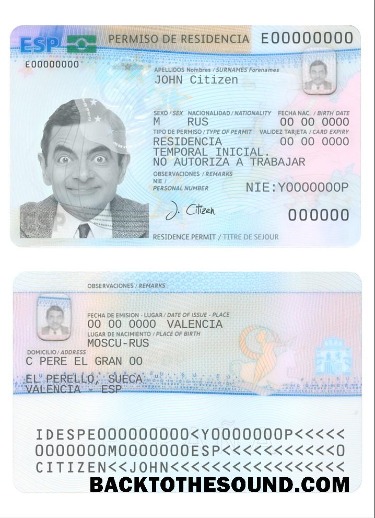 ESP PERMISO DE RESIDENCIA E00000000
E00000000
APELLIDOS Nombres / SURNAMES Forenames
JOHN Citizen
SEXO / SEX NACIONALIDAD / NATIONALITY FECHA NAC. / BIRTH DATE
M RUS 00 00 0000
TIPO DE PERMISO / TYPE OF PERMIT VALIDEZ TARJETA / CARD EXPIRY
RESIDENCIA 00 00 0000
TEMPORAL INICIAL.
NO AUTORIZA A TRABAJAR
OBSERVACIONES / REMARKS
NIE /
PERSONAL NUMBER NIE:Y0000000P
J. Citizen
000000
RESIDENCE PERMIT / TITRE DE SEJOUR
OBSERVACIONES / REMARKS
FECHA DE EMISION - LUGAR / DATE OF ISSUE - PLACE
00 00 0000 VALENCIA
LUGAR DE NACIMIENTO / PLACE OF BIRTH
MOSCU-RUS
DOMICILIO / ADDRESS
C PERE EL GRAN 00
EL PERELLO, SUECA
VALENCIA - ESP
IDESPE000000000<Y0000000P<<<<<
0000000M0000000ESP<<<<<<<<<<<0
CITIZEN<<JOHN<<<<<<<<<<<<<<<<<
BACKTOTHESOUND.COM